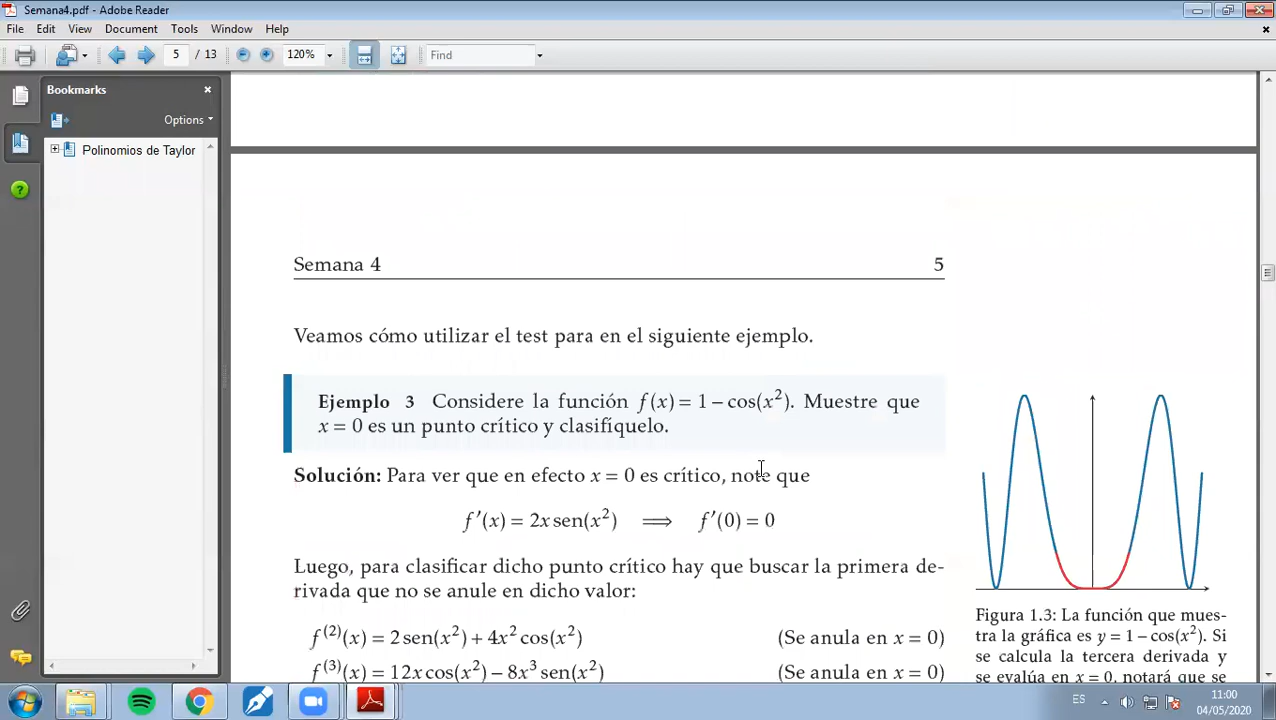 Semana4.pdf - Adobe Reader
File Edit View Document Tools Window Help
5 / 13 120% Find
Bookmarks
Options
Polinomios de Taylor
Semana 4 5
Veamos cómo utilizar el test para en el siguiente ejemplo.
Ejemplo 3 Considere la función f(x) = 1 − cos(x²). Muestre que
x = 0 es un punto crítico y clasifíquelo.
Solución: Para ver que en efecto x = 0 es crítico, note que
f′(x) = 2x sen(x²) ⟹ f′(0) = 0
Luego, para clasificar dicho punto crítico hay que buscar la primera de-
rivada que no se anule en dicho valor:
f⁽²⁾(x) = 2 sen(x²) + 4x² cos(x²) (Se anula en x = 0)
f⁽³⁾(x) = 12x cos(x²) − 8x³ sen(x²) (Se anula en x = 0)
Figura 1.3: La función que mues-
tra la gráfica es y = 1 − cos(x²). Si
se calcula la tercera derivada y
se evalúa en x = 0, notará que se
ES
11:00
04/05/2020